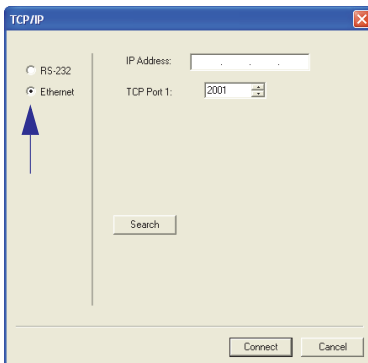 TCP/IP
IP Address: . . .
RS-232
Ethernet
TCP Port 1: 2001
Search
Connect Cancel